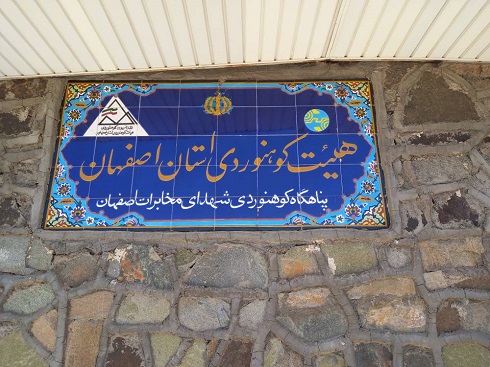 هیئت کوهنوردی استان اصفهان
پناهگاه کوهنوردی شهدای مخابرات اصفهان